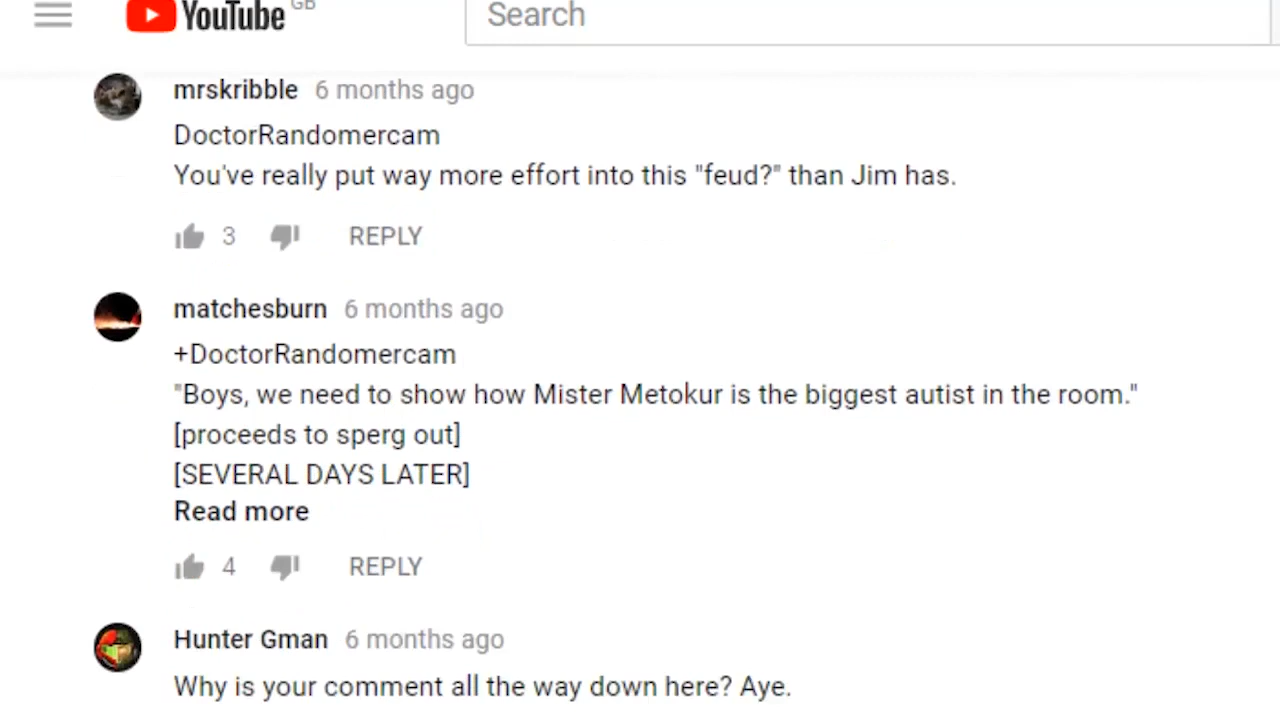 YouTube GB
Search
mrskribble 6 months ago
DoctorRandomercam
You've really put way more effort into this "feud?" than Jim has.
3 REPLY
matchesburn 6 months ago
+DoctorRandomercam
"Boys, we need to show how Mister Metokur is the biggest autist in the room."
[proceeds to sperg out]
[SEVERAL DAYS LATER]
Read more
4 REPLY
Hunter Gman 6 months ago
Why is your comment all the way down here? Aye.